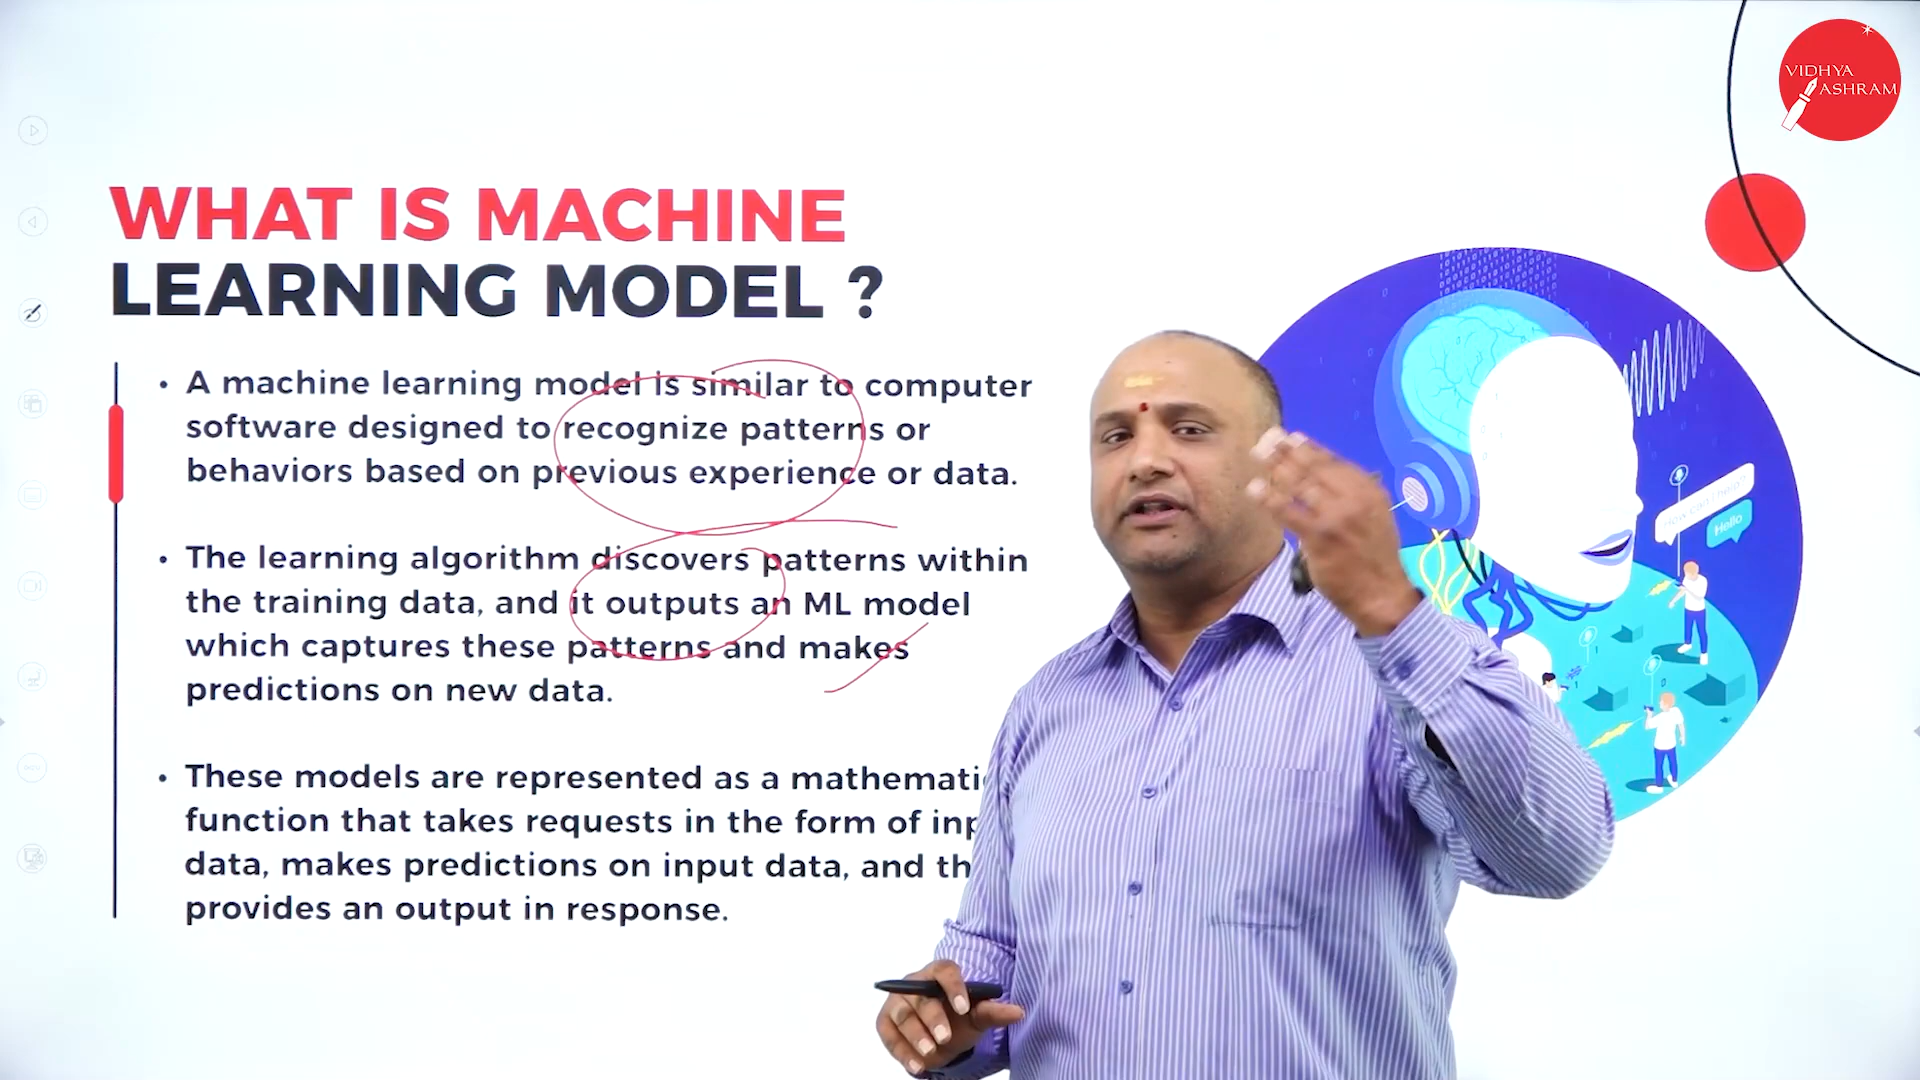 VIDHYA
ASHRAM
WHAT IS MACHINE
LEARNING MODEL ?
• A machine learning model is similar to computer
software designed to recognize patterns or
behaviors based on previous experience or data.
• The learning algorithm discovers patterns within
the training data, and it outputs an ML model
which captures these patterns and makes
predictions on new data.
• These models are represented as a mathemati
function that takes requests in the form of inp
data, makes predictions on input data, and th
provides an output in response.
How can I help?
Hello